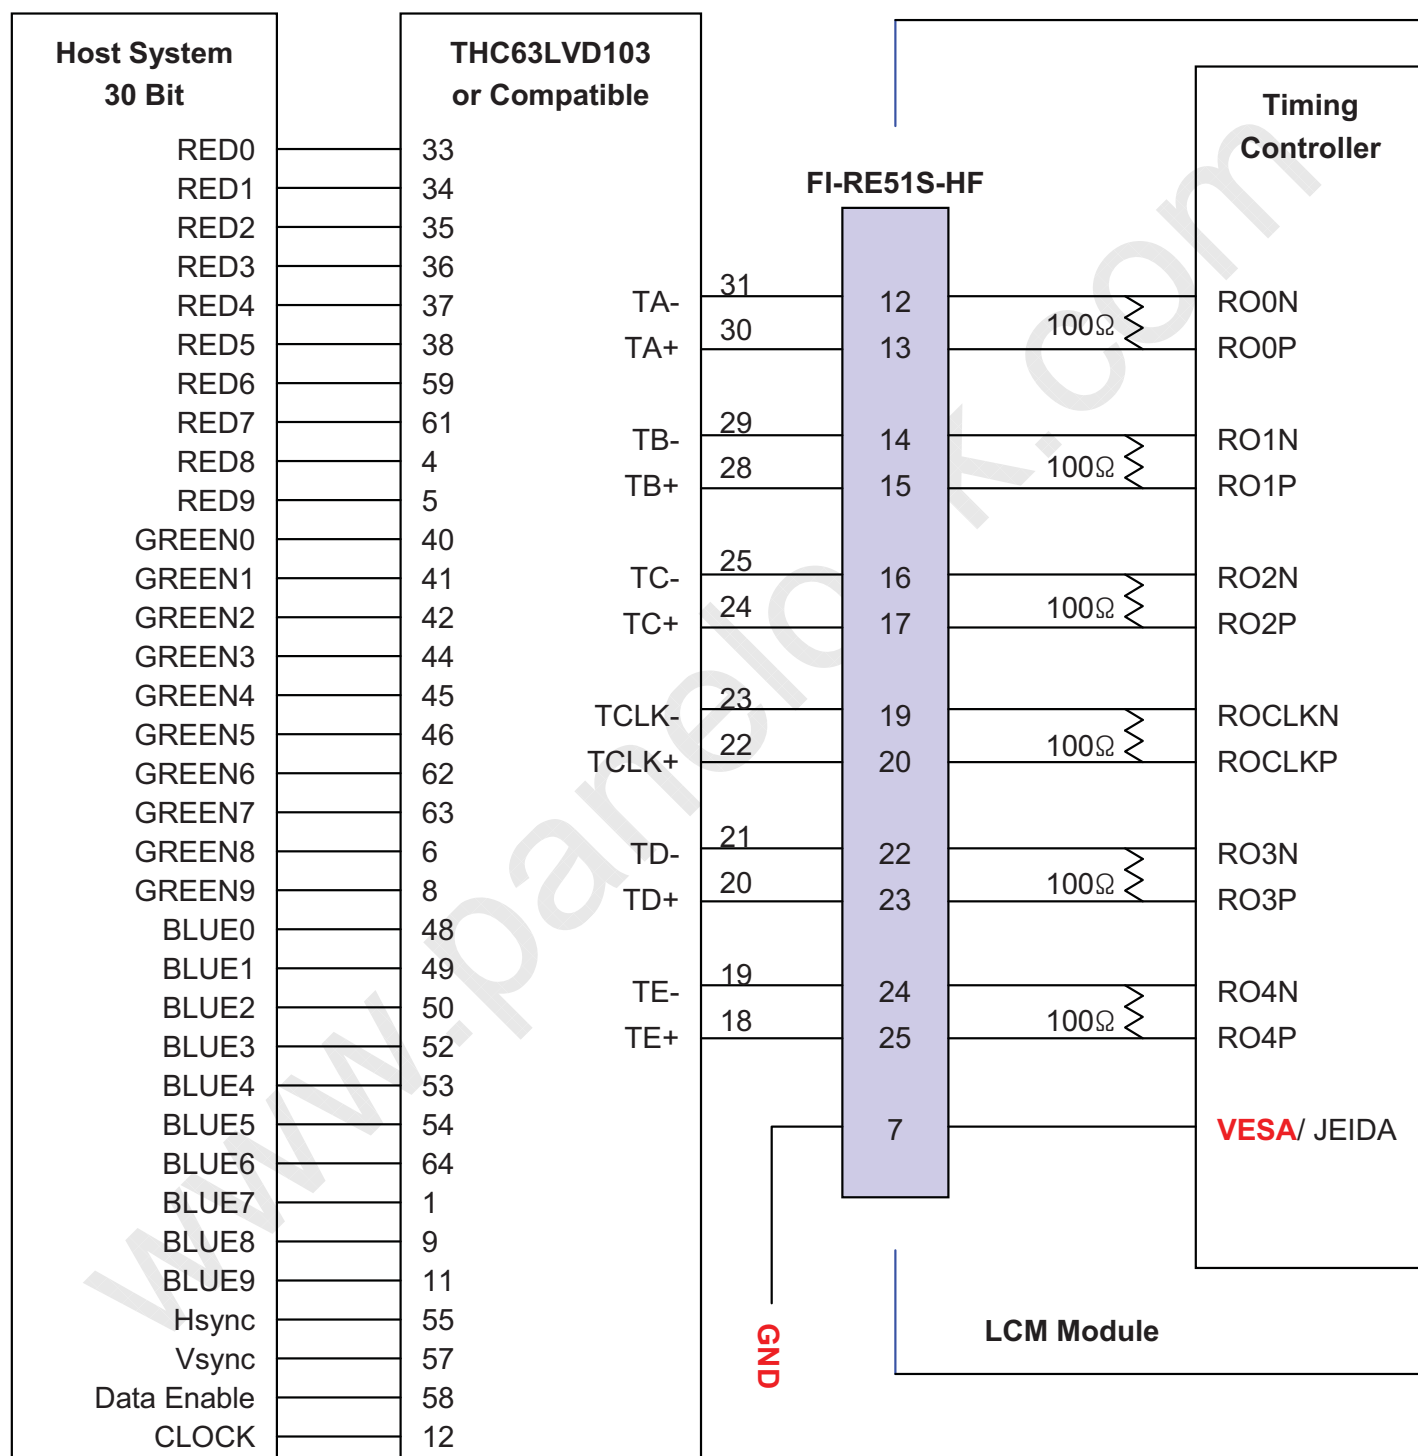 Host System
30 Bit
RED0 33
RED1 34
RED2 35
RED3 36
RED4 37
RED5 38
RED6 59
RED7 61
RED8 4
RED9 5
GREEN0 40
GREEN1 41
GREEN2 42
GREEN3 44
GREEN4 45
GREEN5 46
GREEN6 62
GREEN7 63
GREEN8 6
GREEN9 8
BLUE0 48
BLUE1 49
BLUE2 50
BLUE3 52
BLUE4 53
BLUE5 54
BLUE6 64
BLUE7 1
BLUE8 9
BLUE9 11
Hsync 55
Vsync 57
Data Enable 58
CLOCK 12
THC63LVD103
or Compatible
TA- 31
TA+ 30
TB- 29
TB+ 28
TC- 25
TC+ 24
TCLK- 23
TCLK+ 22
TD- 21
TD+ 20
TE- 19
TE+ 18
FI-RE51S-HF
12
13
14
15
16
17
19
20
22
23
24
25
7
GND
100Ω
100Ω
100Ω
100Ω
100Ω
100Ω
Timing
Controller
RO0N
RO0P
RO1N
RO1P
RO2N
RO2P
ROCLKN
ROCLKP
RO3N
RO3P
RO4N
RO4P
VESA/ JEIDA
LCM Module